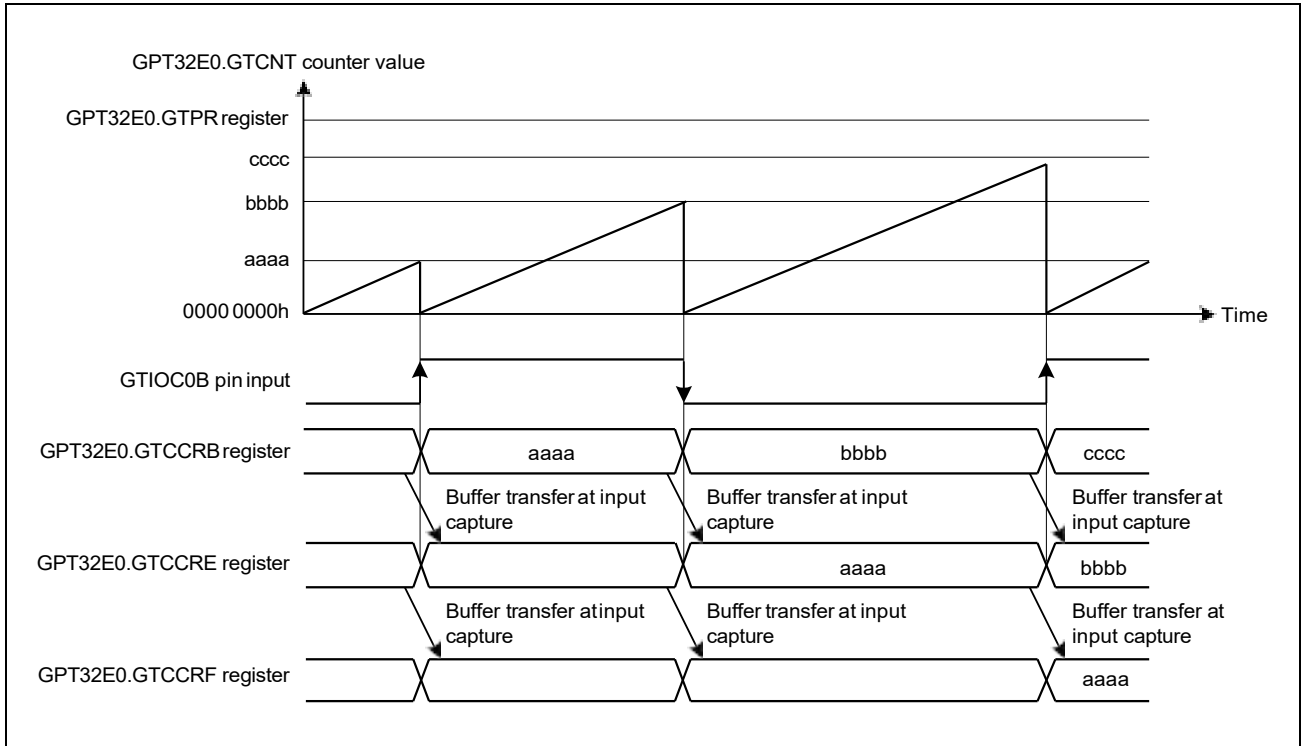 GPT32E0.GTCNT counter value
GPT32E0.GTPR register
cccc
bbbb
aaaa
0000 0000h
Time
GTIOC0B pin input
GPT32E0.GTCCRB register
aaaa
bbbb
cccc
Buffer transfer at input
capture
Buffer transfer at input
capture
Buffer transfer at
input capture
GPT32E0.GTCCRE register
aaaa
bbbb
Buffer transfer at input
capture
Buffer transfer at input
capture
Buffer transfer at
input capture
GPT32E0.GTCCRF register
aaaa